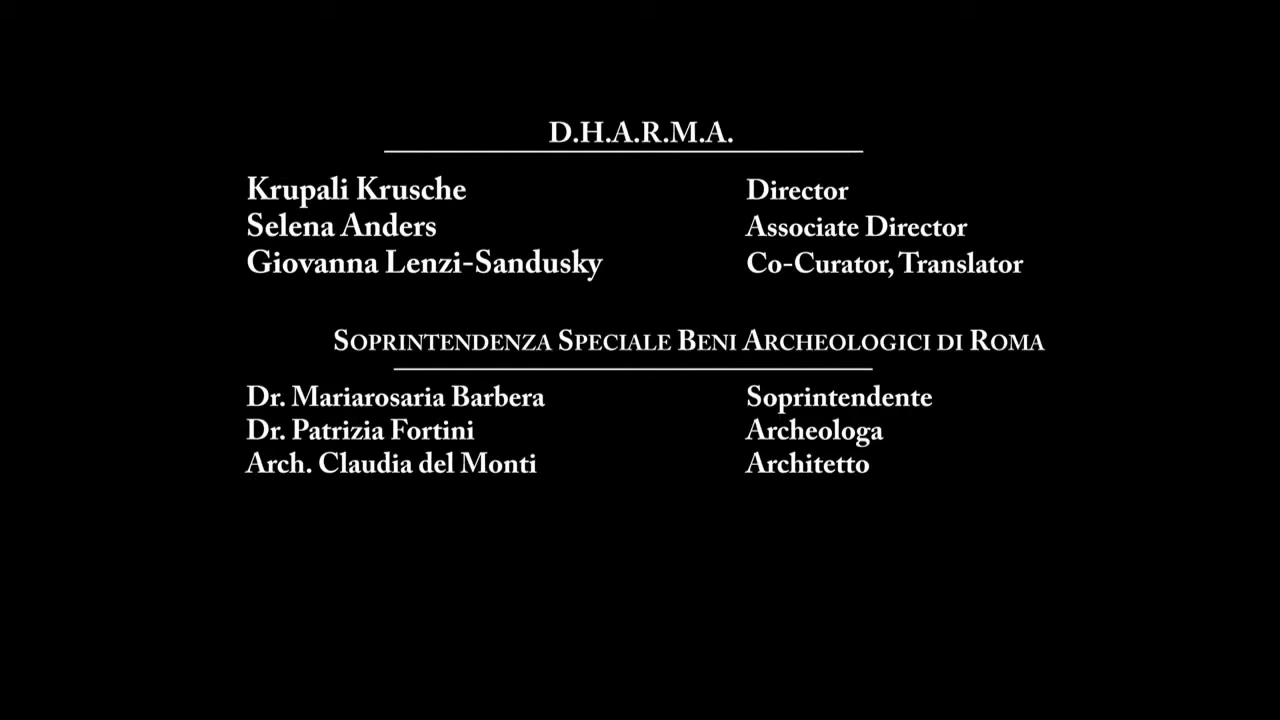 D.H.A.R.M.A.
Krupali Krusche Director
Selena Anders Associate Director
Giovanna Lenzi-Sandusky Co-Curator, Translator
SOPRINTENDENZA SPECIALE BENI ARCHEOLOGICI DI ROMA
Dr. Mariarosaria Barbera Soprintendente
Dr. Patrizia Fortini Archeologa
Arch. Claudia del Monti Architetto